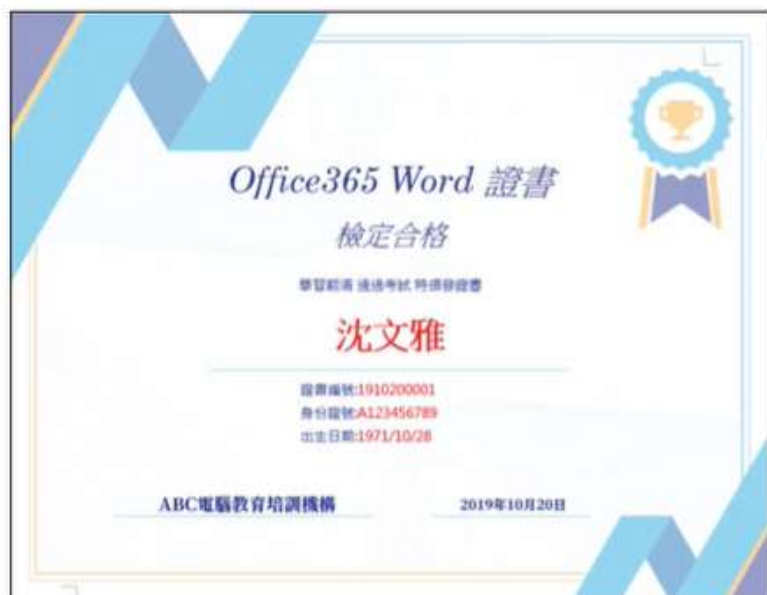 Office365 Word 證書
檢定合格
學習期滿 通過考試 特頒發證書
沈文雅
證書編號:1910200001
身份證號:A123456789
出生日期:1971/10/28
ABC電腦教育培訓機構
2019年10月20日